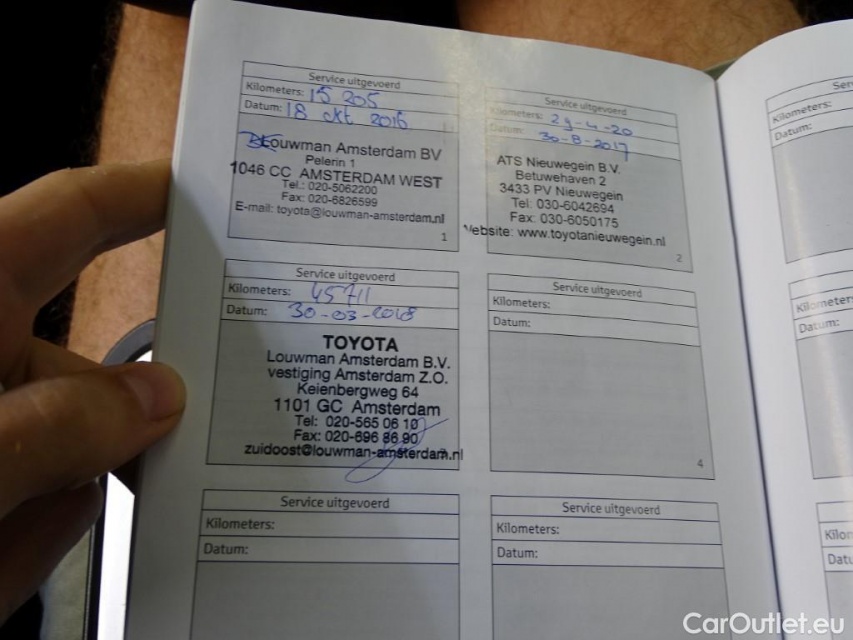 Service uitgevoerd
Kilometers: 15 205
Datum: 18 okt 2016
Louwman Amsterdam BV
Pelerin 1
1046 CC AMSTERDAM WEST
Tel.: 020-5062200
Fax: 020-6826599
E-mail: toyota@louwman-amsterdam.nl
1
Service uitgevoerd
Kilometers: 29-4-20
Datum: 30-8-2017
ATS Nieuwegein B.V.
Betuwehaven 2
3433 PV Nieuwegein
Tel: 030-6042694
Fax: 030-6050175
Website: www.toyotanieuwegein.nl
2
Service uitgevoerd
Kilometers: 45711
Datum: 30-03-2018
TOYOTA
Louwman Amsterdam B.V.
vestiging Amsterdam Z.O.
Keienbergweg 64
1101 GC Amsterdam
Tel: 020-565 06 10
Fax: 020-696 86 90
zuidoost@louwman-amsterdam.nl
Service uitgevoerd
Kilometers:
Datum:
4
Service uitgevoerd
Kilometers:
Datum:
Service uitgevoerd
Kilometers:
Datum:
Kilometers:
Datum:
Kilometer
Datum:
CarOutlet.eu